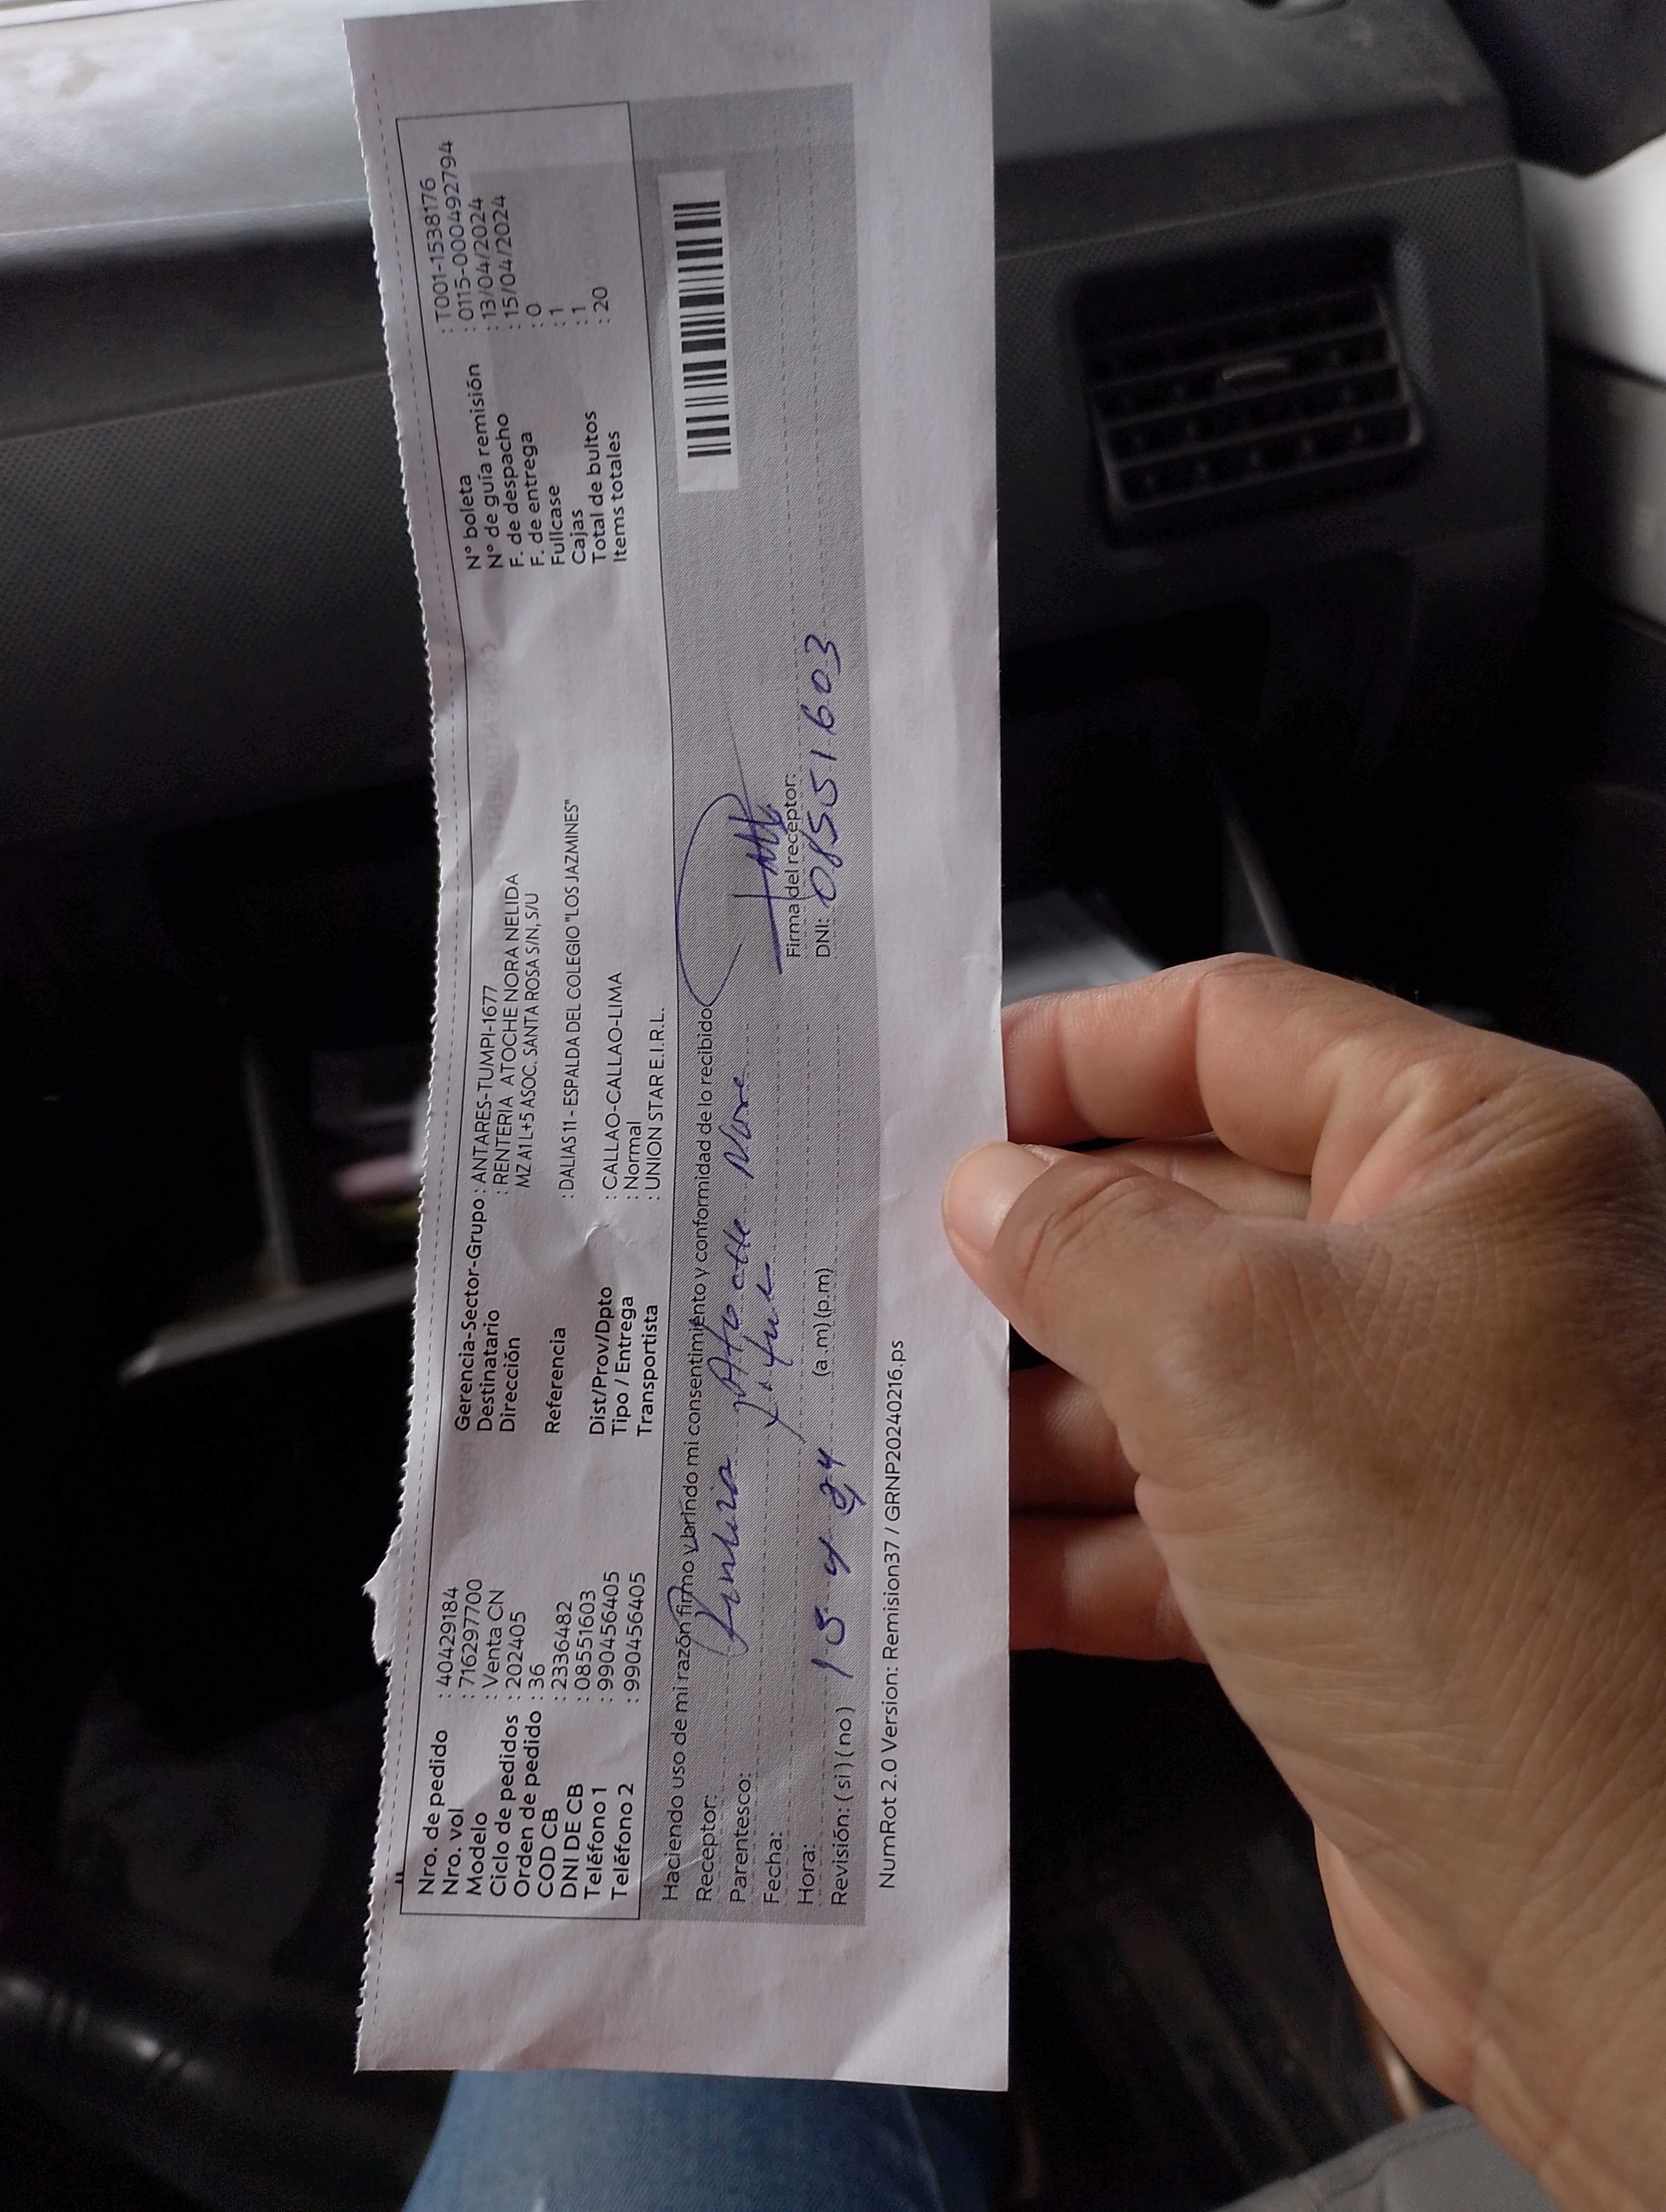 Nro. de pedido : 40429184
Nro. vol : 716297700
Modelo : Venta CN
Ciclo de pedidos : 202405
Orden de pedido : 36
COD CB : 2336482
DNI DE CB : 08551603
Teléfono 1 : 990456405
Teléfono 2 : 990456405
Gerencia-Sector-Grupo : ANTARES-TUMPI-1677
Destinatario : RENTERIA ATOCHE NORA NELIDA
Dirección MZ A1 L+5 ASOC. SANTA ROSA S/N, S/U
Referencia : DALIAS 11 - ESPALDA DEL COLEGIO "LOS JAZMINES"
Dist/Prov/Dpto : CALLAO-CALLAO-LIMA
Tipo / Entrega : Normal
Transportista : UNION STAR E.I.R.L.
N° boleta : T001-1538176
N° de guía remisión : 0115-000492794
F. de despacho : 13/04/2024
F. de entrega : 15/04/2024
Fullcase : 0
Cajas : 1
Total de bultos : 1
Items totales : 20
Haciendo uso de mi razón firmo y brindo mi consentimiento y conformidad de lo recibido
Receptor: Renteria Atoche Nora
Parentesco:
Fecha: 15 4 24
Hora: (a.m) (p.m)
Revisión: ( si ) ( no )
Firma del receptor:
DNI: 08551603
NumRot 2.0 Version: Remision37 / GRNP20240216.ps